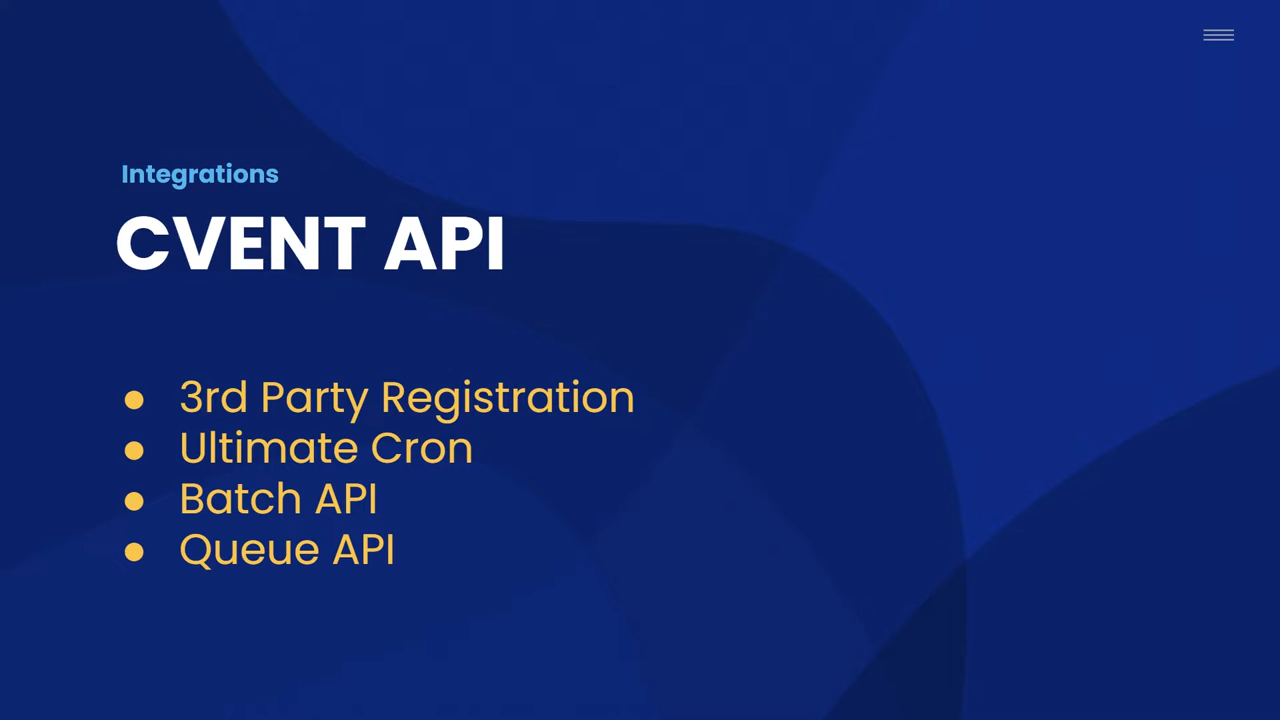 Integrations
CVENT API
● 3rd Party Registration
● Ultimate Cron
● Batch API
● Queue API